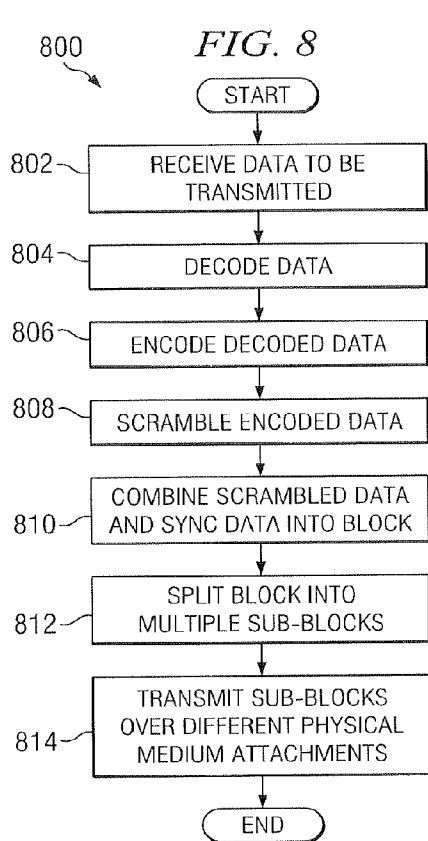 800
FIG. 8
START
802
RECEIVE DATA TO BE
TRANSMITTED
804
DECODE DATA
806
ENCODE DECODED DATA
808
SCRAMBLE ENCODED DATA
810
COMBINE SCRAMBLED DATA
AND SYNC DATA INTO BLOCK
812
SPLIT BLOCK INTO
MULTIPLE SUB-BLOCKS
814
TRANSMIT SUB-BLOCKS
OVER DIFFERENT PHYSICAL
MEDIUM ATTACHMENTS
END